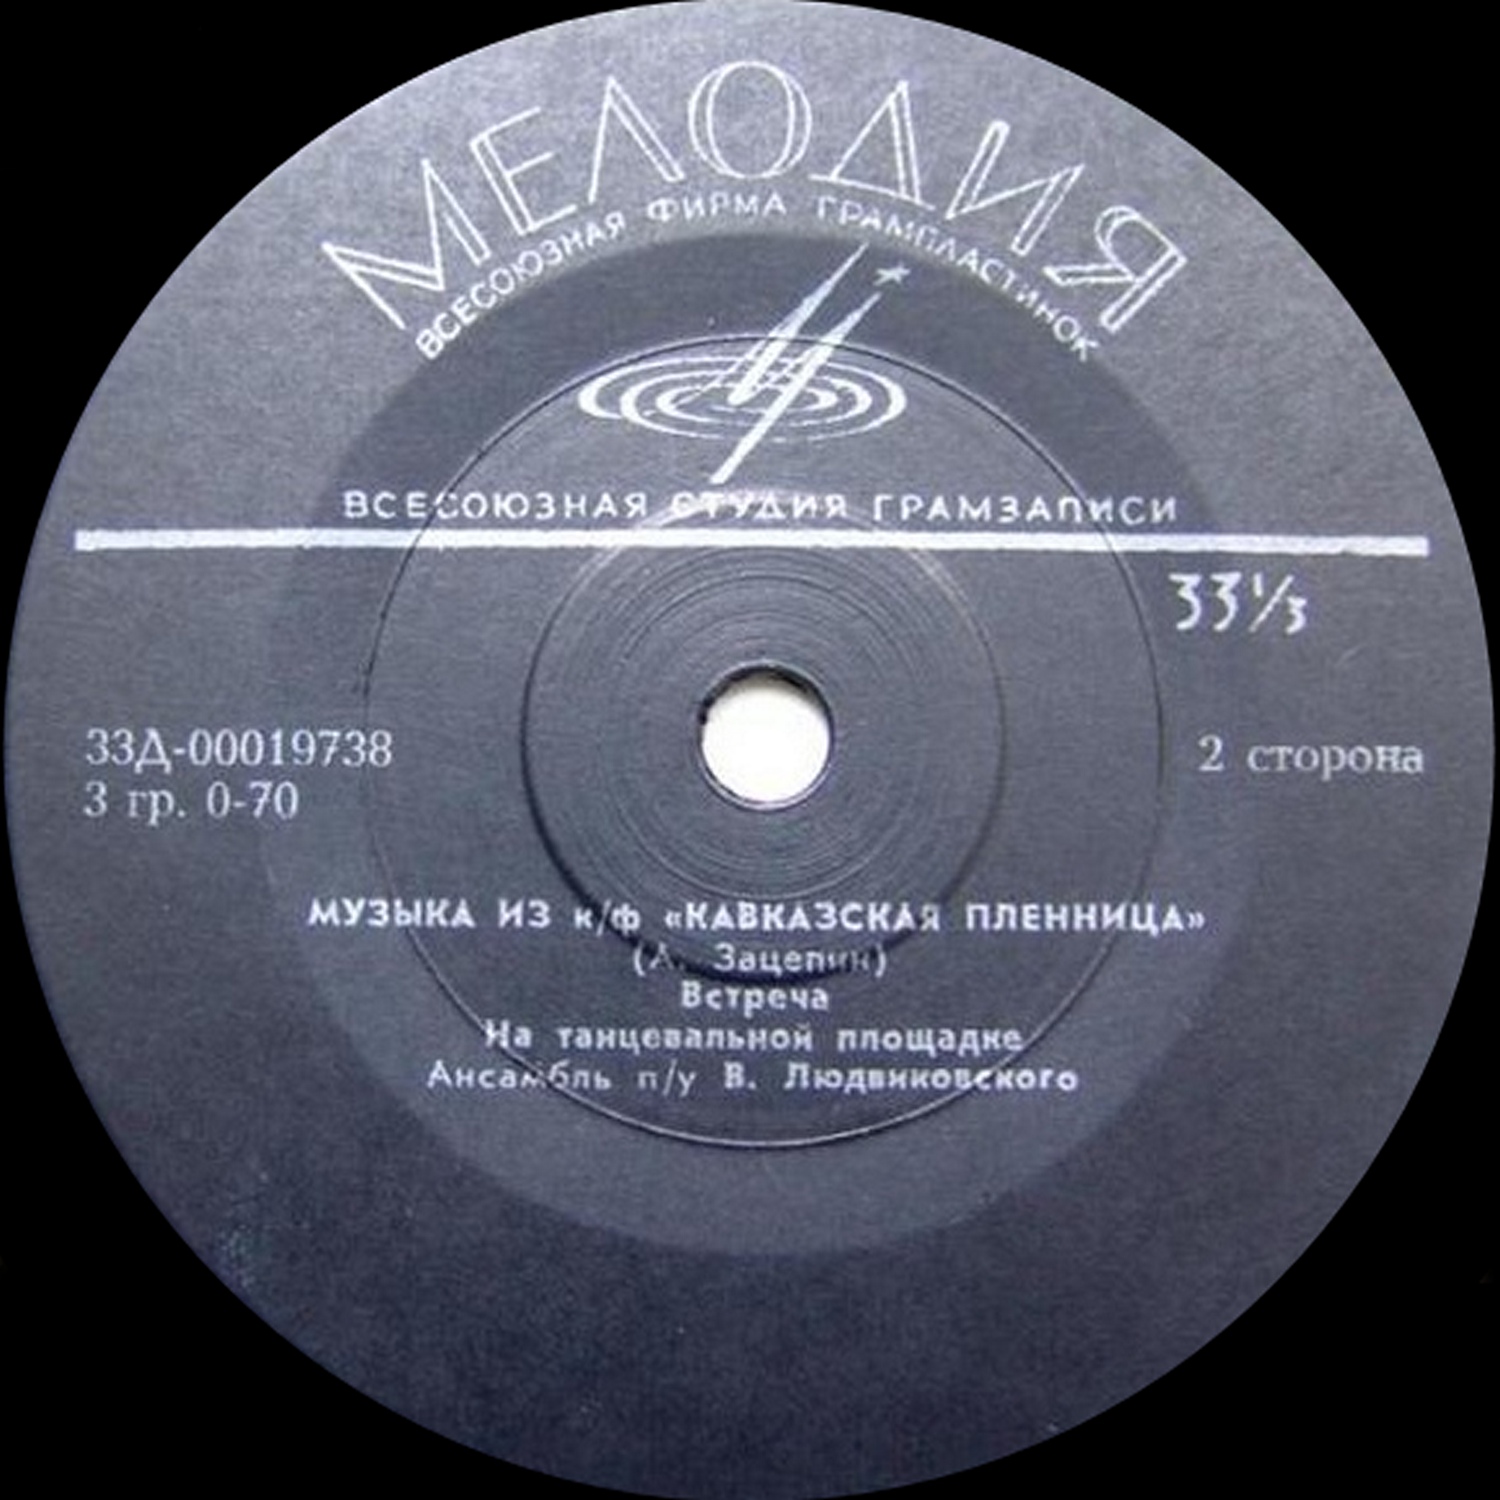 МЕЛОДИЯ
ВСЕСОЮЗНАЯ ФИРМА ГРАМПЛАСТИНОК
ВСЕСОЮЗНАЯ СТУДИЯ ГРАМЗАПИСИ
33⅓
33Д-00019738
3 гр. 0-70
2 сторона
МУЗЫКА ИЗ к/ф «КАВКАЗСКАЯ ПЛЕННИЦА»
(А. Зацепин)
Встреча
На танцевальной площадке
Ансамбль п/у В. Людвиковского